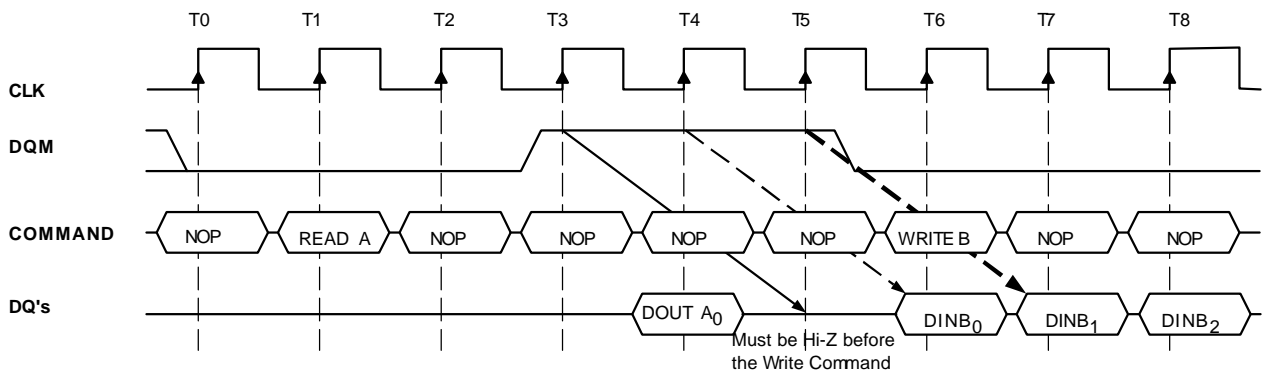 T0 T1 T2 T3 T4 T5 T6 T7 T8
CLK
DQM
COMMAND NOP READ A NOP NOP NOP NOP WRITE B NOP NOP
DQ's DOUT A0 DINB0 DINB1 DINB2
Must be Hi-Z before
the Write Command